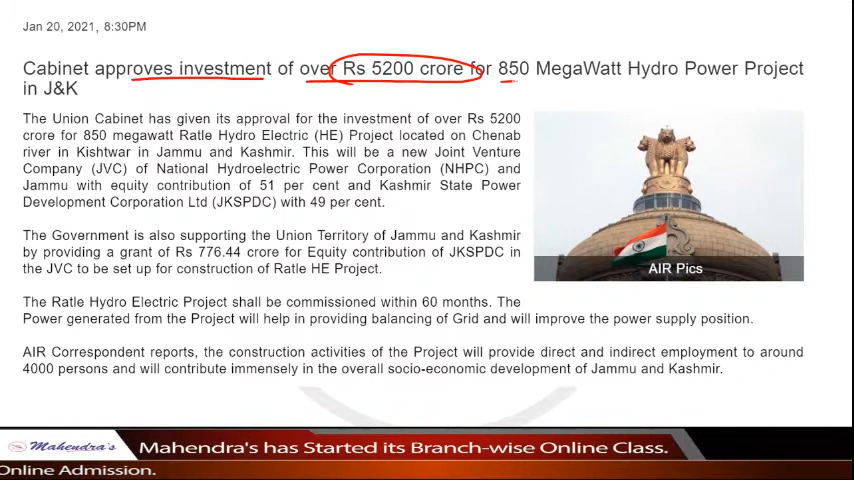 Jan 20, 2021, 8:30PM
Cabinet approves investment of over Rs 5200 crore for 850 MegaWatt Hydro Power Project
in J&K
The Union Cabinet has given its approval for the investment of over Rs 5200
crore for 850 megawatt Ratle Hydro Electric (HE) Project located on Chenab
river in Kishtwar in Jammu and Kashmir. This will be a new Joint Venture
Company (JVC) of National Hydroelectric Power Corporation (NHPC) and
Jammu with equity contribution of 51 per cent and Kashmir State Power
Development Corporation Ltd (JKSPDC) with 49 per cent.
The Government is also supporting the Union Territory of Jammu and Kashmir
by providing a grant of Rs 776.44 crore for Equity contribution of JKSPDC in
the JVC to be set up for construction of Ratle HE Project.
AIR Pics
The Ratle Hydro Electric Project shall be commissioned within 60 months. The
Power generated from the Project will help in providing balancing of Grid and will improve the power supply position.
AIR Correspondent reports, the construction activities of the Project will provide direct and indirect employment to around
4000 persons and will contribute immensely in the overall socio-economic development of Jammu and Kashmir.
Mahendra's
Mahendra's has Started its Branch-wise Online Class.
Online Admission.